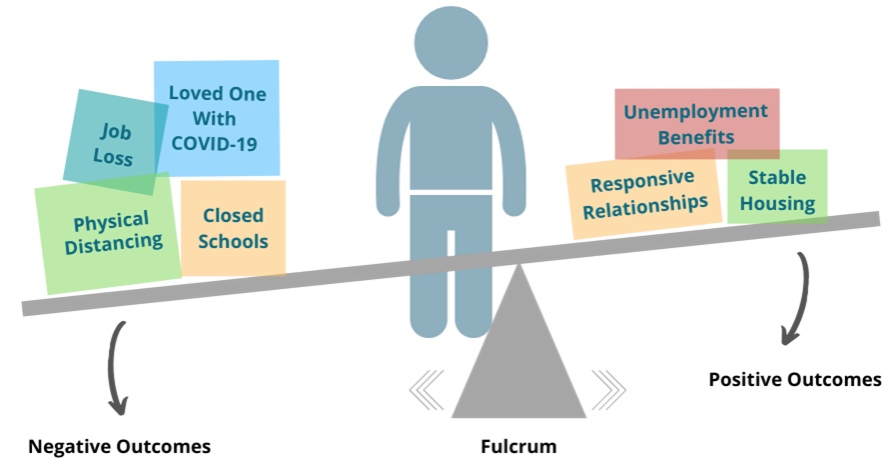 Loved One
With
COVID-19
Job
Loss
Physical
Distancing
Closed
Schools
Unemployment
Benefits
Responsive
Relationships
Stable
Housing
Negative Outcomes
Fulcrum
Positive Outcomes